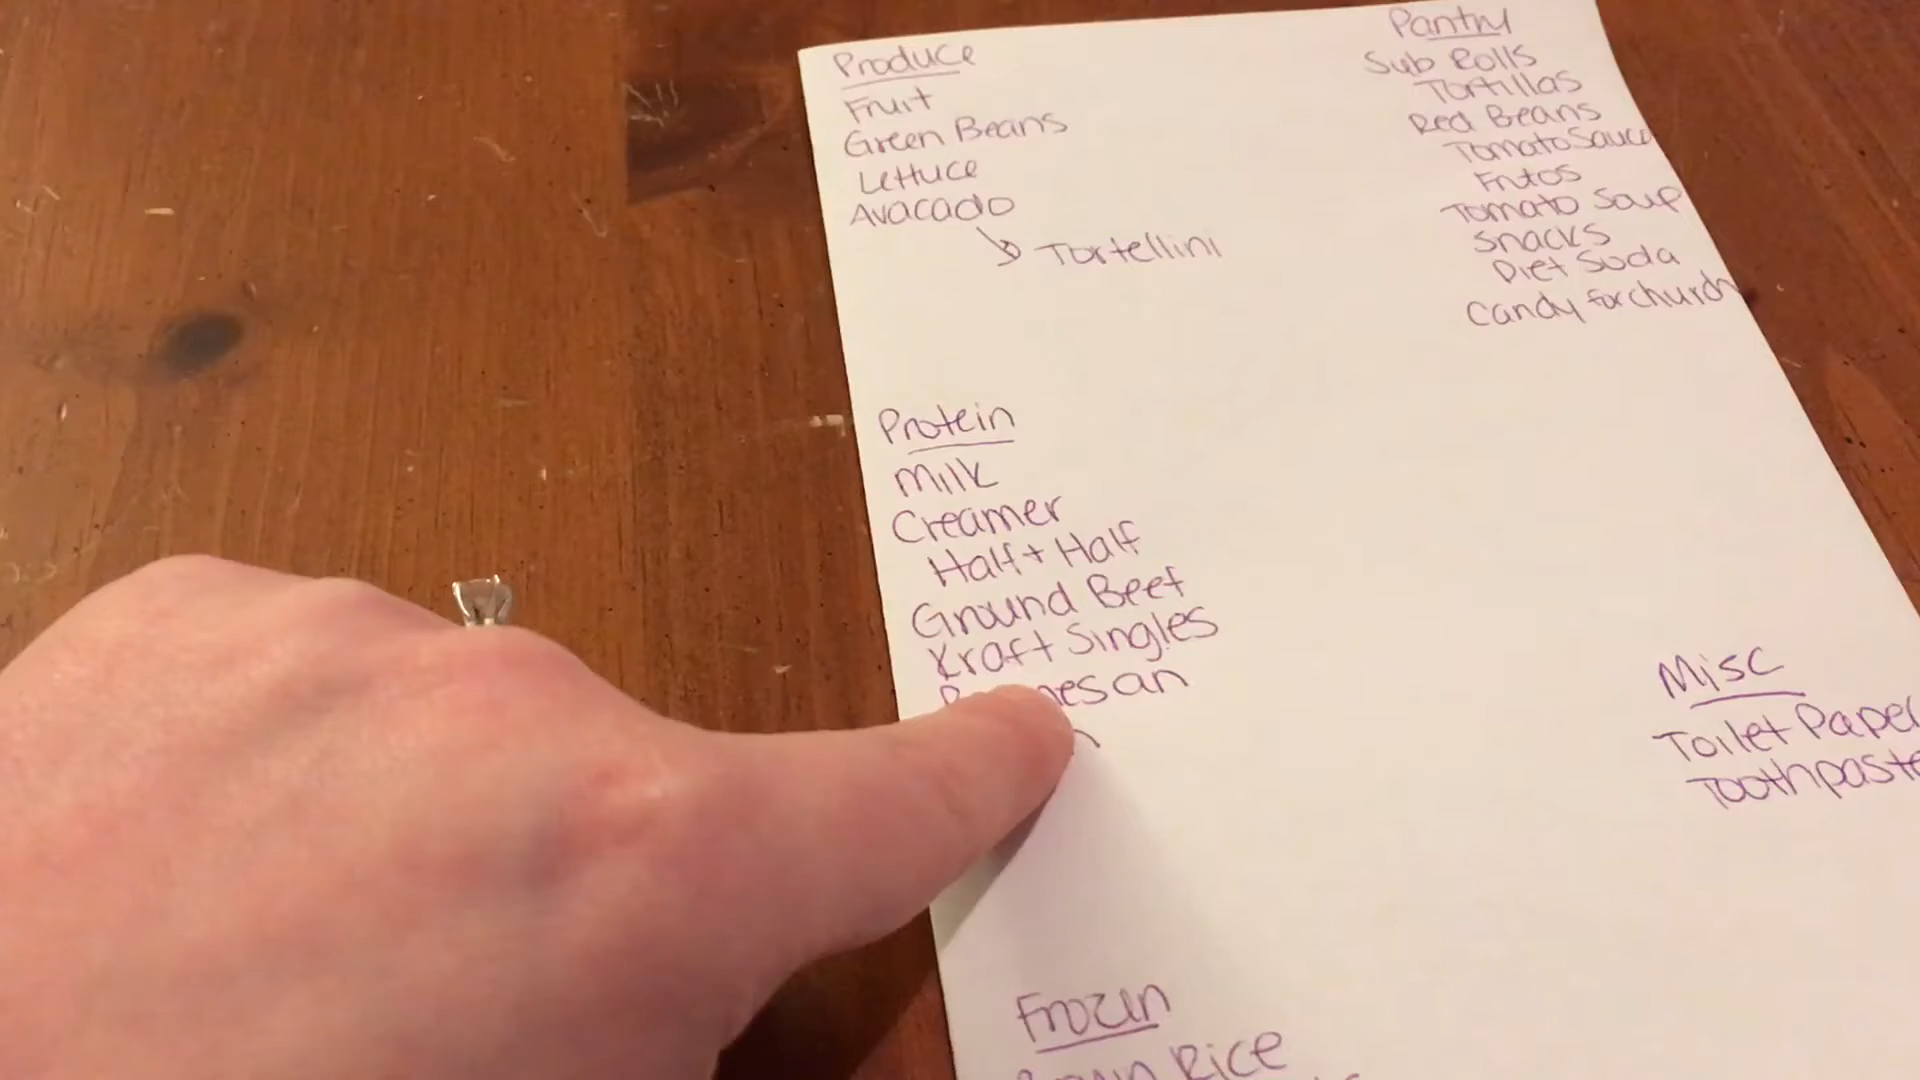 Produce
Fruit
Green Beans
Lettuce
Avacado
Tortellini
Pantry
Sub Rolls
Tortillas
Red Beans
Tomato Sauce
Fritos
Tomato Soup
Snacks
Diet Soda
Candy for church
Protein
Milk
Creamer
Half + Half
Ground Beef
Kraft Singles
Misc
Toilet Paper
Toothpaste
Frozen
Rice